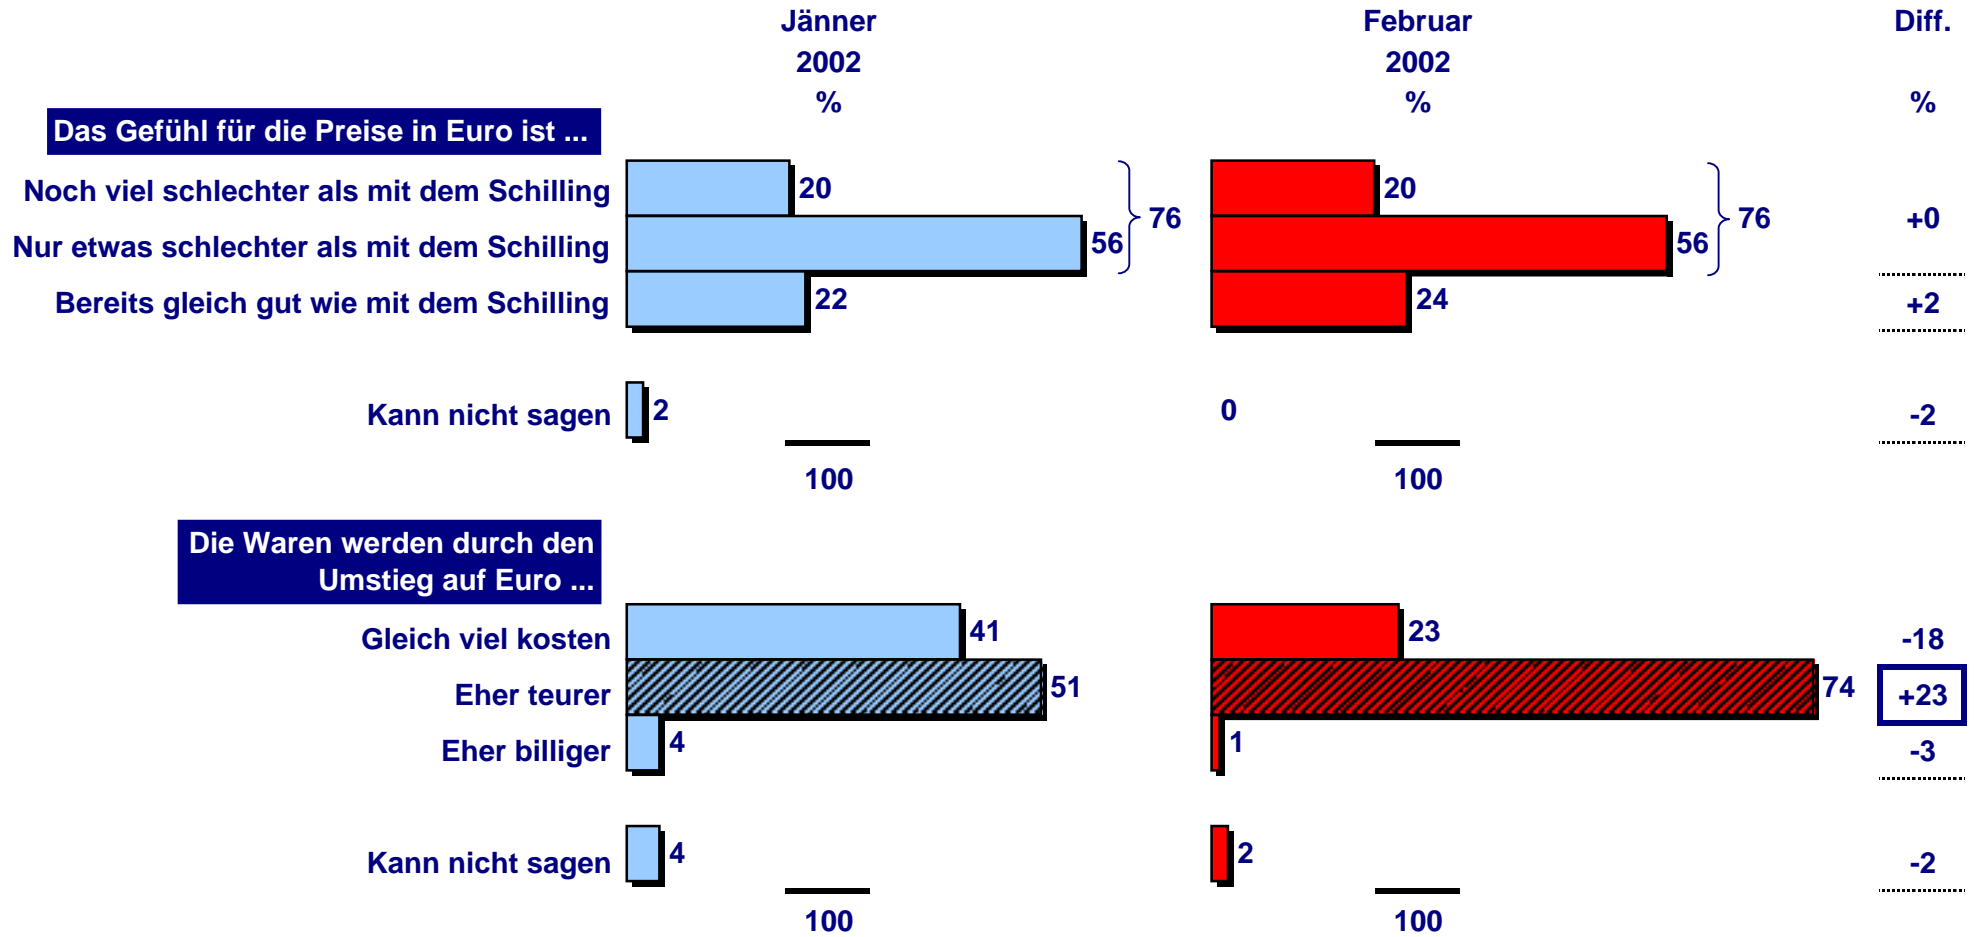 Jänner Februar Diff.
2002 2002
% % %
Das Gefühl für die Preise in Euro ist ...
Noch viel schlechter als mit dem Schilling 20 20
76 76 +0
Nur etwas schlechter als mit dem Schilling 56 56
Bereits gleich gut wie mit dem Schilling 22 24 +2
Kann nicht sagen 2 0 -2
100 100
Die Waren werden durch den
Umstieg auf Euro ...
Gleich viel kosten 41 23 -18
Eher teurer 51 74 +23
Eher billiger 4 1 -3
Kann nicht sagen 4 2 -2
100 100